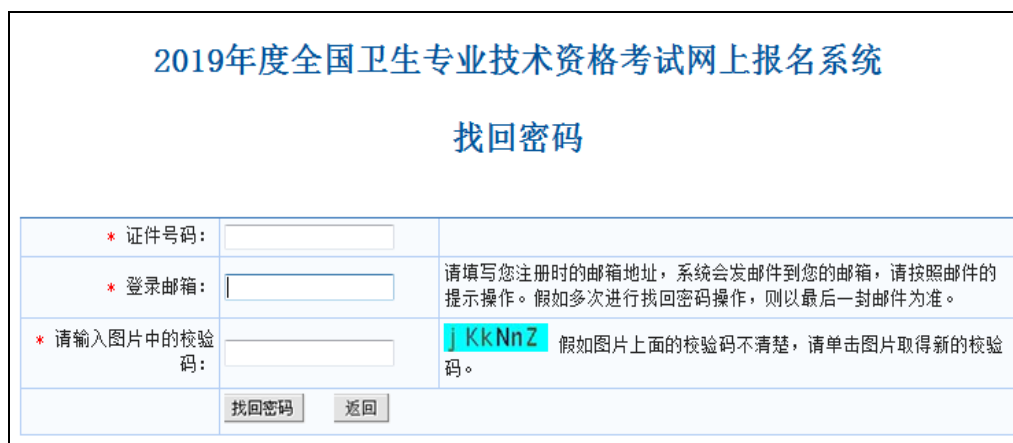 2019年度全国卫生专业技术资格考试网上报名系统
找回密码
* 证件号码：
* 登录邮箱：
请填写您注册时的邮箱地址，系统会发邮件到您的邮箱，请按照邮件的
提示操作。假如多次进行找回密码操作，则以最后一封邮件为准。
* 请输入图片中的校验
码：
jKkNnZ 假如图片上面的校验码不清楚，请单击图片取得新的校验
码。
找回密码 返回